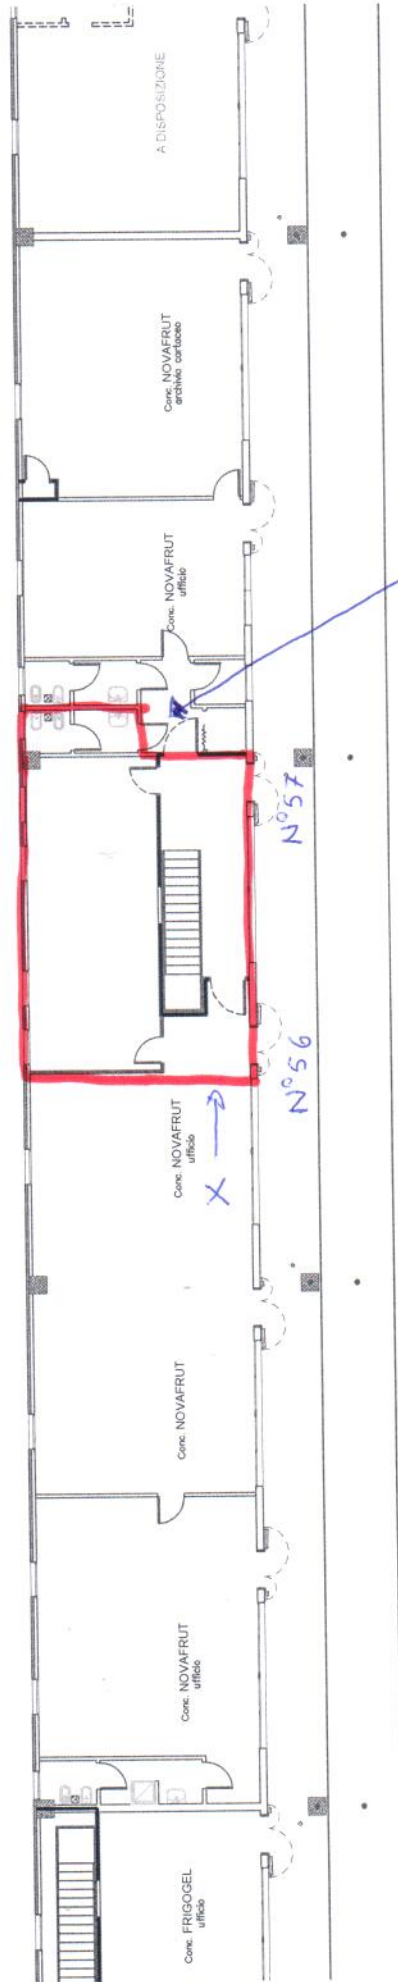 A DISPOSIZIONE
Conc. NOVAFRUT
archivio cartaceo
Conc. NOVAFRUT
ufficio
N° 57
N° 56
X
Conc. NOVAFRUT
ufficio
Conc. NOVAFRUT
Conc. NOVAFRUT
ufficio
Conc. FRIGOGEL
ufficio